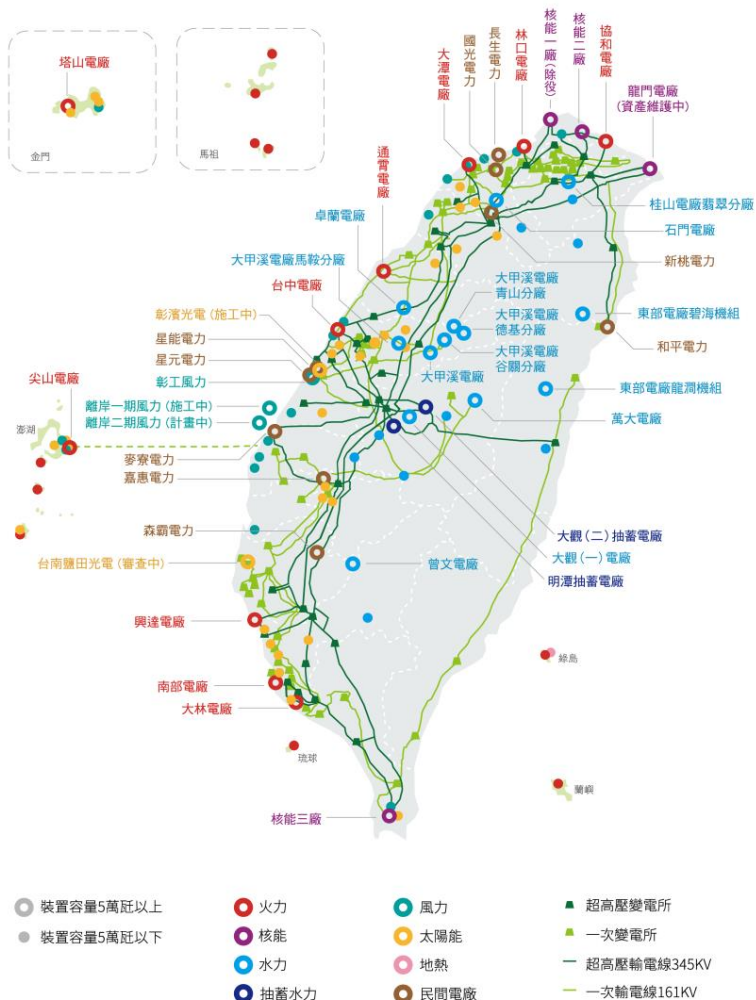 塔山電廠
金門
馬祖
大潭電廠
國光電力
長生電力
林口電廠
核能一廠(除役)
核能二廠
協和電廠
龍門電廠
(資產維護中)
通霄電廠
卓蘭電廠
大甲溪電廠馬鞍分廠
台中電廠
彰濱光電(施工中)
星能電力
星元電力
彰工風力
離岸一期風力(施工中)
離岸二期風力(計畫中)
麥寮電力
嘉惠電力
森霸電力
台南鹽田光電(審查中)
興達電廠
南部電廠
大林電廠
琉球
核能三廠
尖山電廠
澎湖
桂山電廠翡翠分廠
石門電廠
新桃電力
大甲溪電廠
青山分廠
大甲溪電廠
德基分廠
大甲溪電廠
谷關分廠
大甲溪電廠
東部電廠碧海機組
和平電力
東部電廠龍澗機組
萬大電廠
大觀(二)抽蓄電廠
大觀(一)電廠
明潭抽蓄電廠
曾文電廠
綠島
蘭嶼
裝置容量5萬瓩以上
裝置容量5萬瓩以下
火力
核能
水力
抽蓄水力
風力
太陽能
地熱
民間電廠
超高壓變電所
一次變電所
超高壓輸電線345KV
一次輸電線161KV